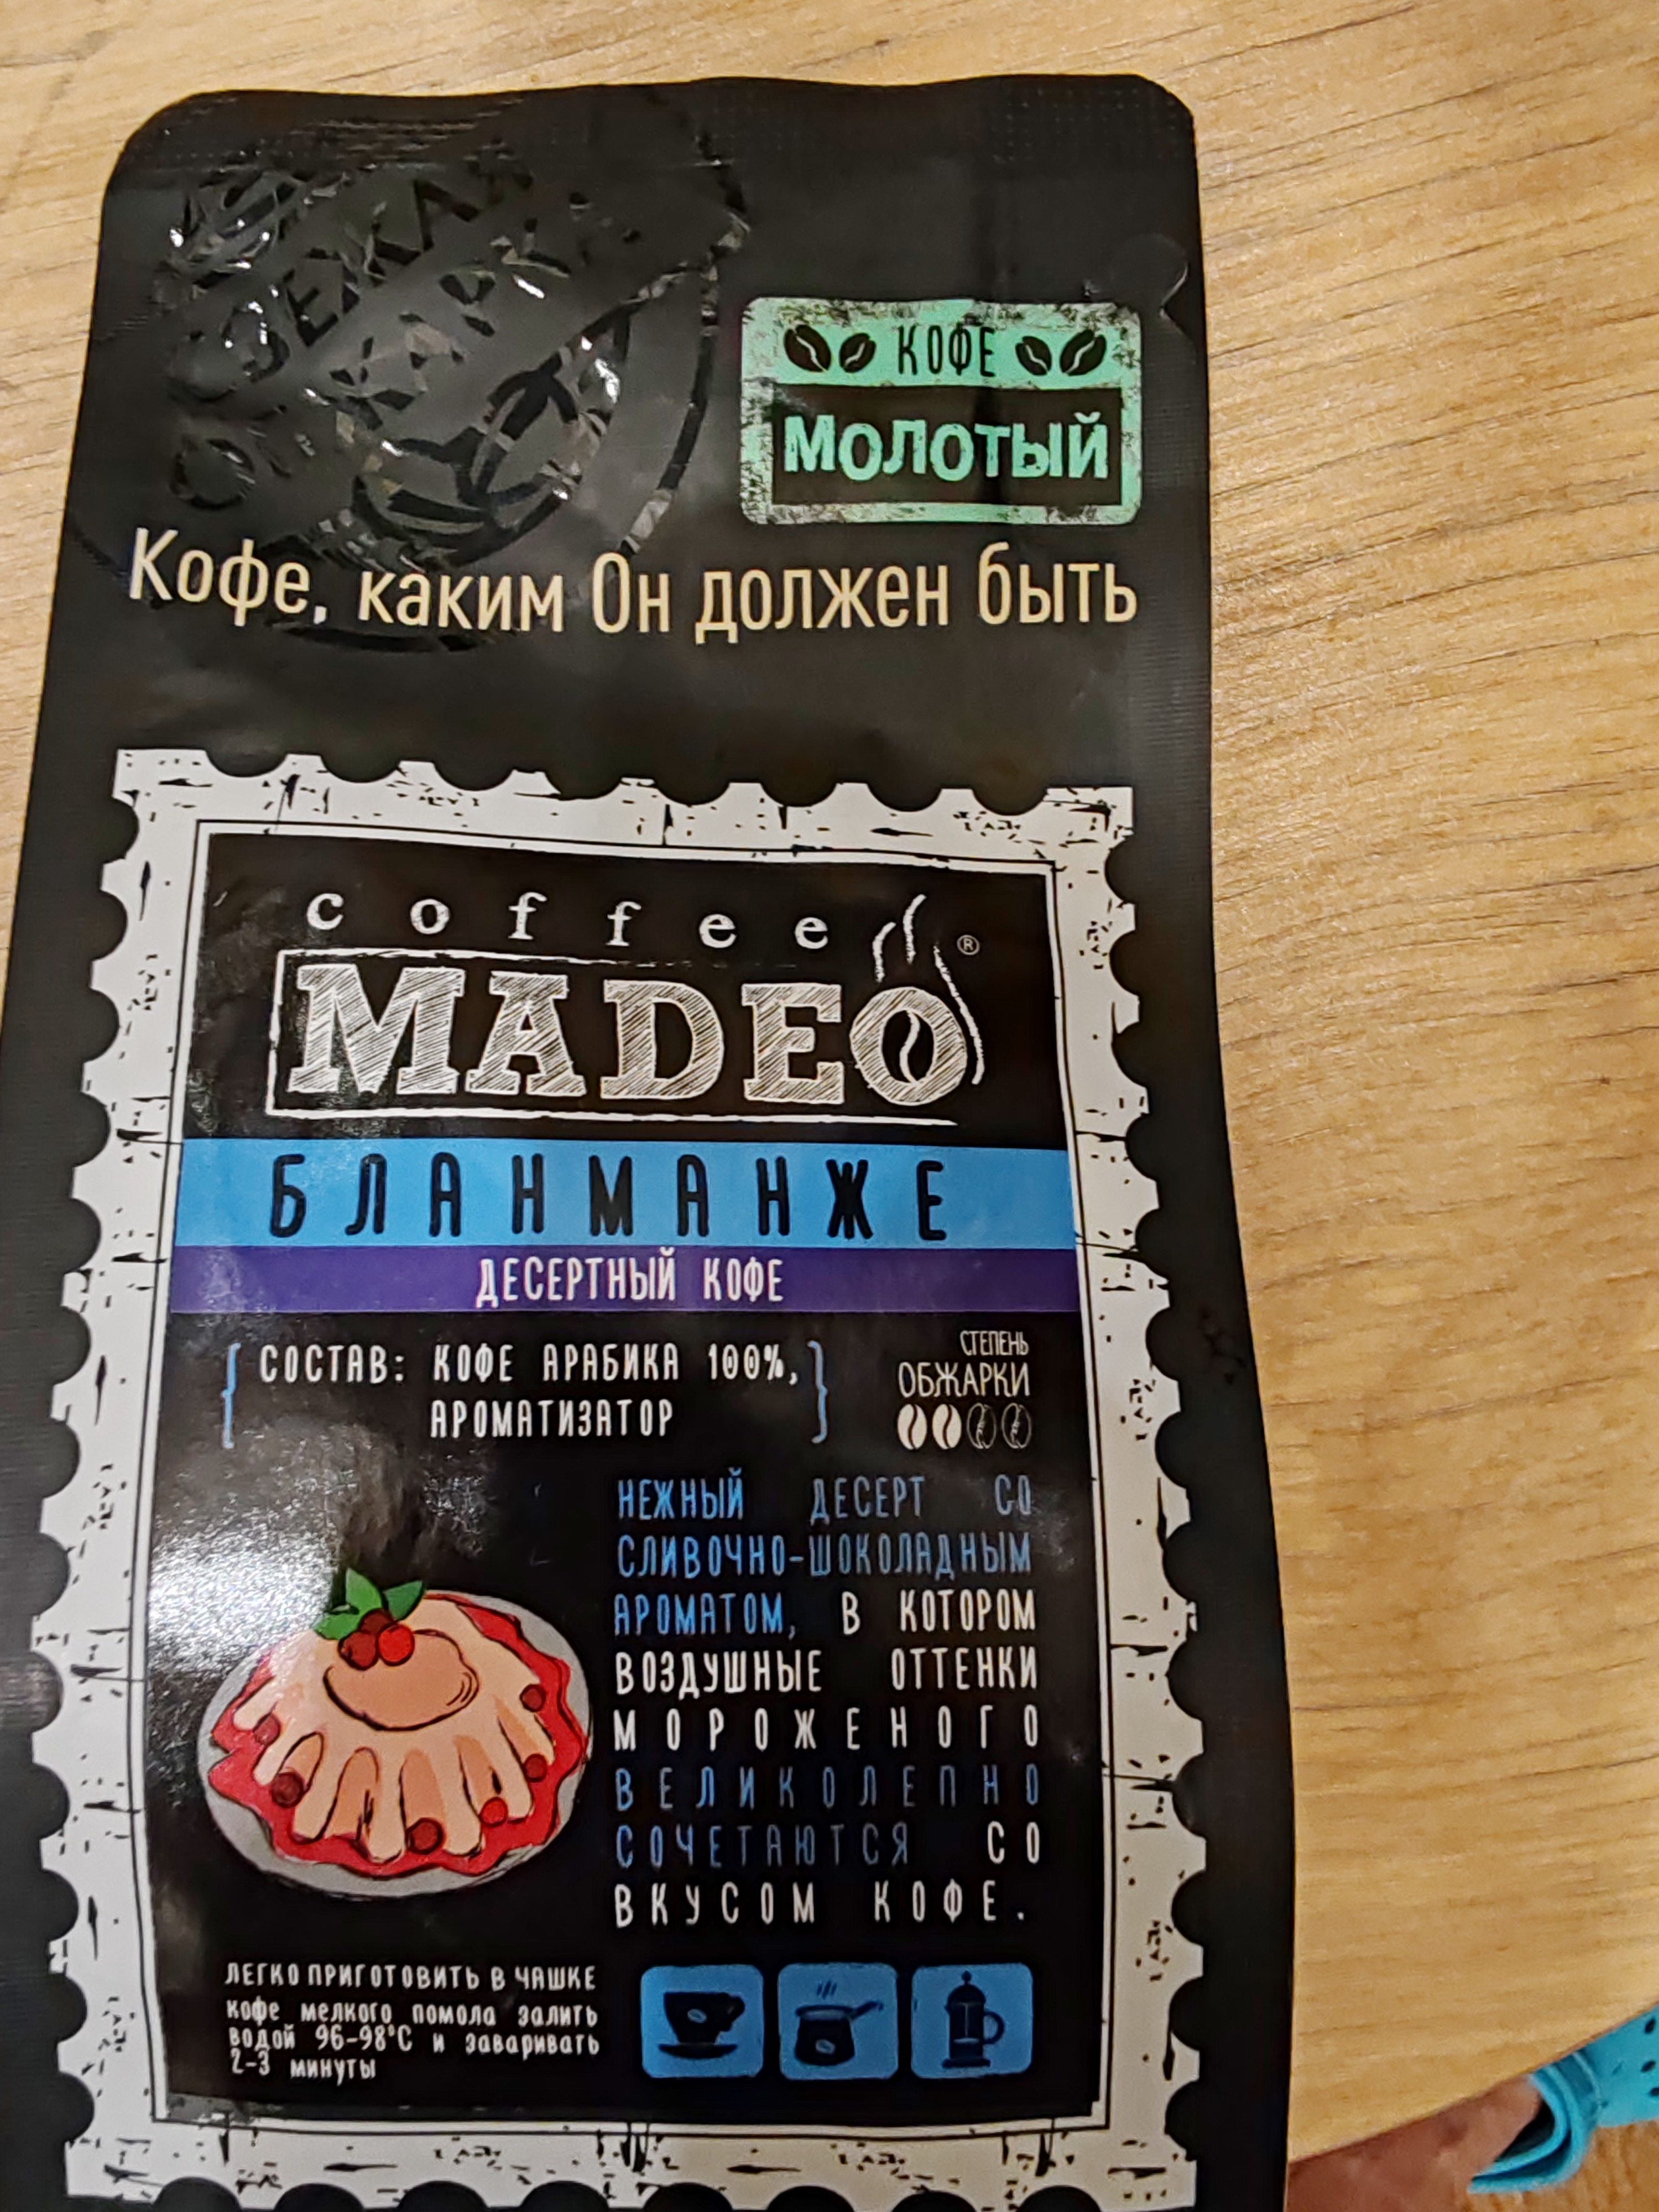 КОФЕ
МОЛОТЫЙ
Кофе, каким Он должен быть
coffee
MADEO®
БЛАНМАНЖЕ
ДЕСЕРТНЫЙ КОФЕ
СОСТАВ: КОФЕ АРАБИКА 100%,
АРОМАТИЗАТОР
СТЕПЕНЬ
ОБЖАРКИ
НЕЖНЫЙ ДЕСЕРТ СО
СЛИВОЧНО-ШОКОЛАДНЫМ
АРОМАТОМ, В КОТОРОМ
ВОЗДУШНЫЕ ОТТЕНКИ
МОРОЖЕНОГО
ВЕЛИКОЛЕПНО
СОЧЕТАЮТСЯ СО
ВКУСОМ КОФЕ.
ЛЕГКО ПРИГОТОВИТЬ В ЧАШКЕ
кофе мелкого помола залить
водой 96-98°С и заваривать
2-3 минуты